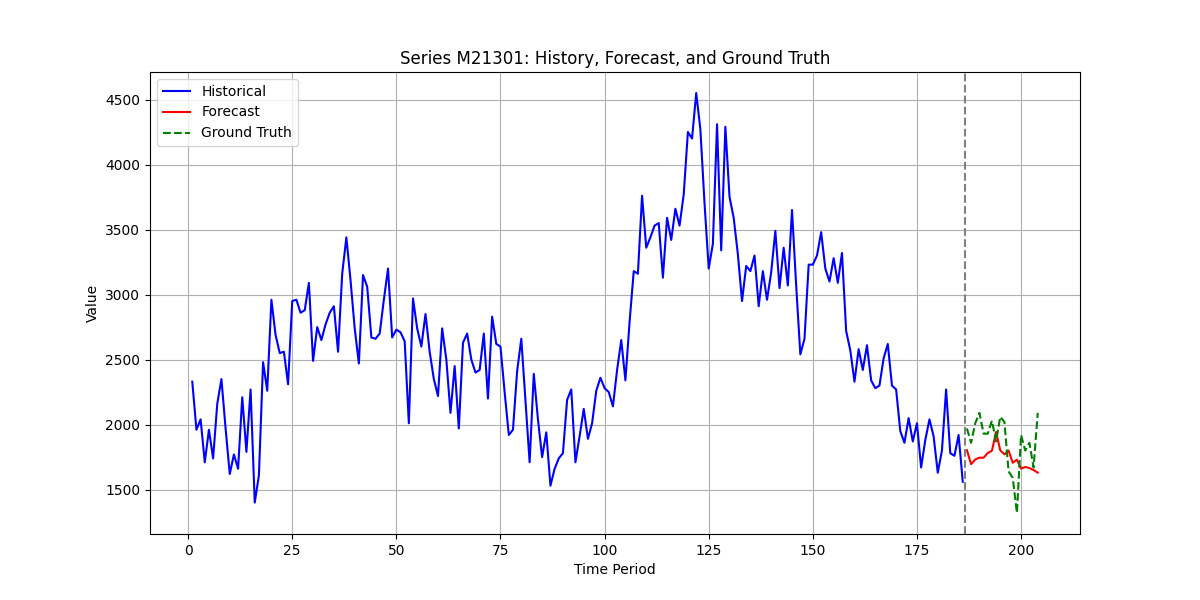 Series M21301: History, Forecast, and Ground Truth
Historical
Forecast
Ground Truth
4500
4000
3500
3000
2500
2000
1500
Value
0 25 50 75 100 125 150 175 200
Time Period